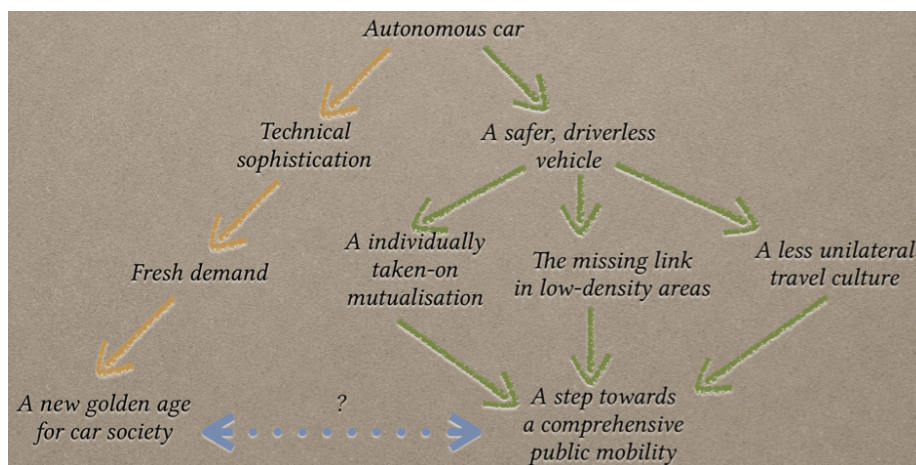 Autonomous car
Technical
sophistication
A safer, driverless
vehicle
Fresh demand
A individually
taken-on
mutualisation
The missing link
in low-density areas
A less unilateral
travel culture
A new golden age
for car society
?
A step towards
a comprehensive
public mobility